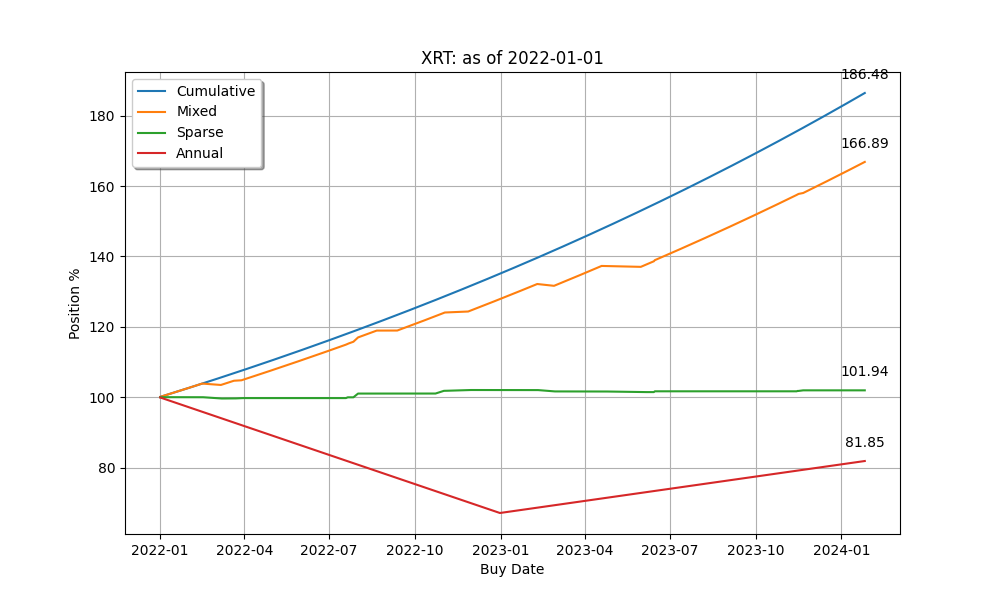 XRT: as of 2022-01-01
Cumulative
Mixed
Sparse
Annual
186.48
166.89
101.94
81.85
180
160
140
120
100
80
Position %
2022-01 2022-04 2022-07 2022-10 2023-01 2023-04 2023-07 2023-10 2024-01
Buy Date